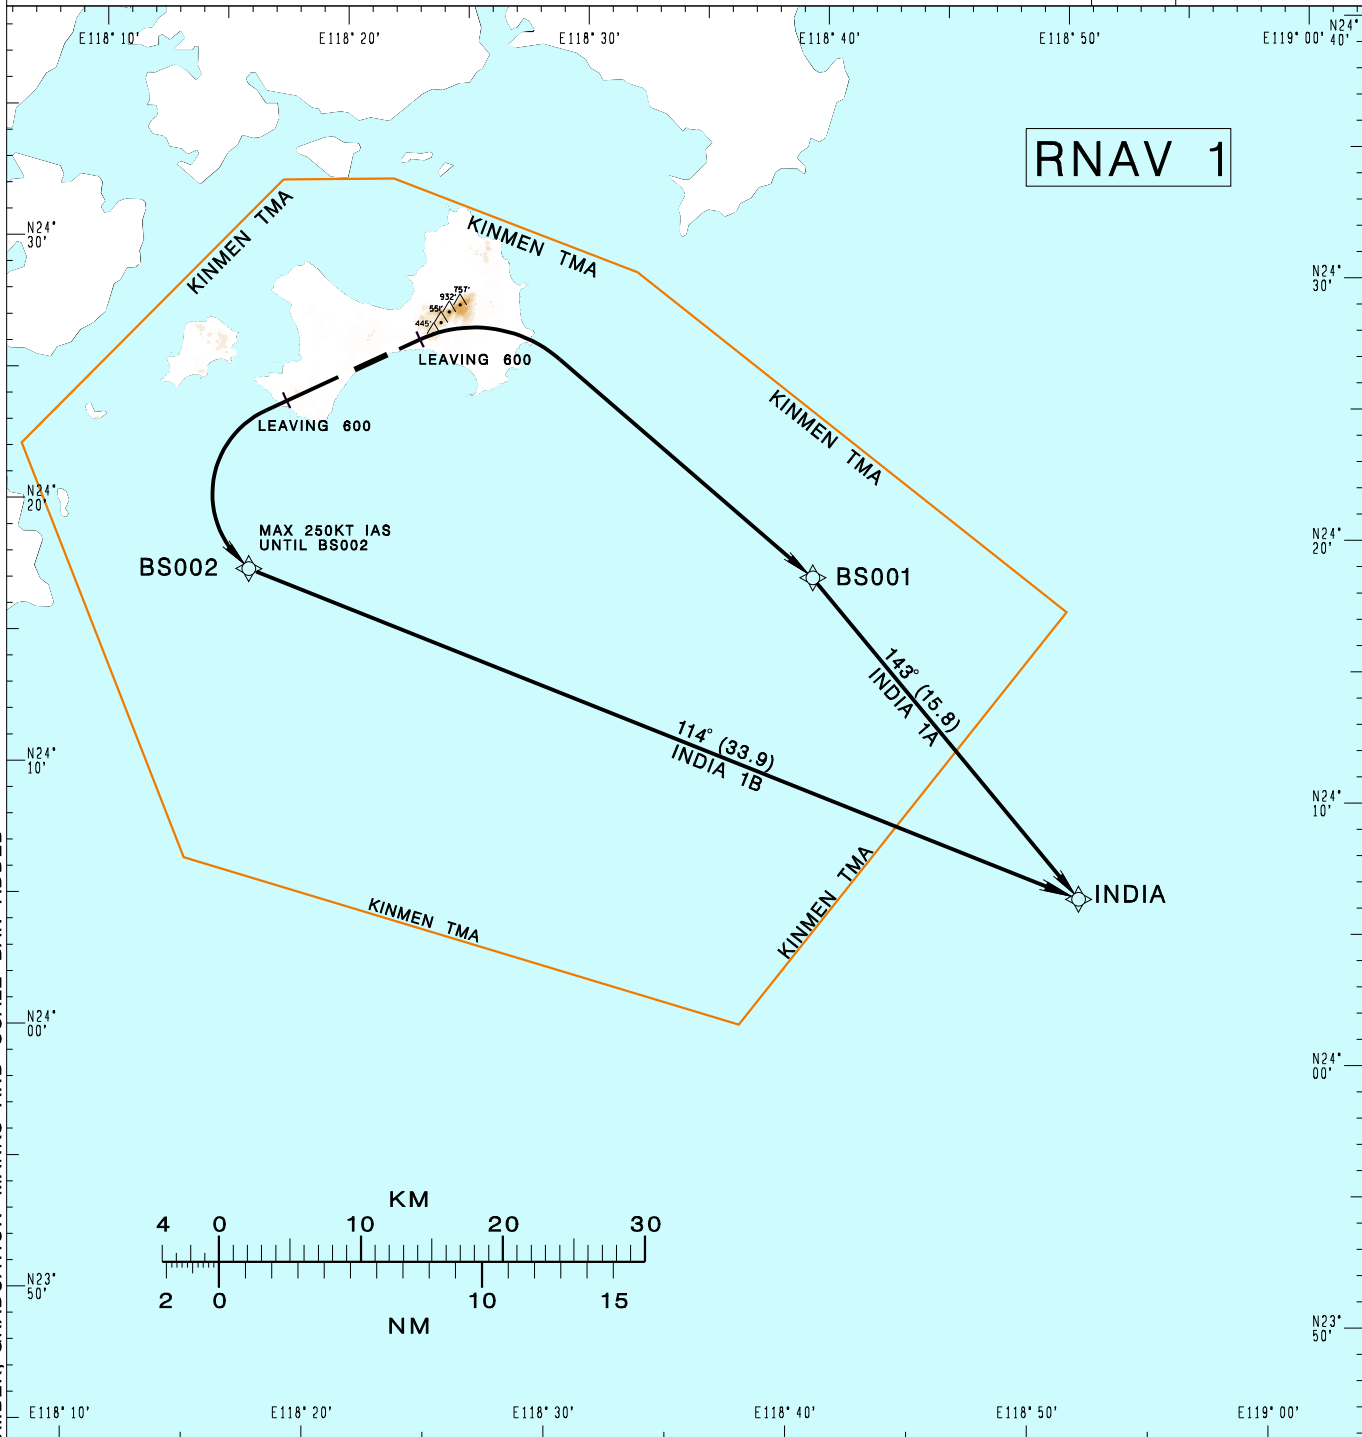 E118° 10'
E118° 20'
E118° 30'
E118° 40'
E118° 50'
E119° 00'
N24°
40'
RNAV 1
KINMEN TMA
KINMEN TMA
N24°
30'
N24°
30'
757'
932'
445'
LEAVING 600
LEAVING 600
KINMEN TMA
N24°
20'
N24°
20'
MAX 250KT IAS
UNTIL BS002
BS002
BS001
143° (15.8)
INDIA 1A
114° (33.9)
INDIA 1B
N24°
10'
N24°
10'
KINMEN TMA
INDIA
KINMEN TMA
N24°
00'
N24°
00'
KM
4 0 10 20 30
2 0 10 15
NM
N23°
50'
N23°
50'
E118° 10'
E118° 20'
E118° 30'
E118° 40'
E118° 50'
E119° 00'